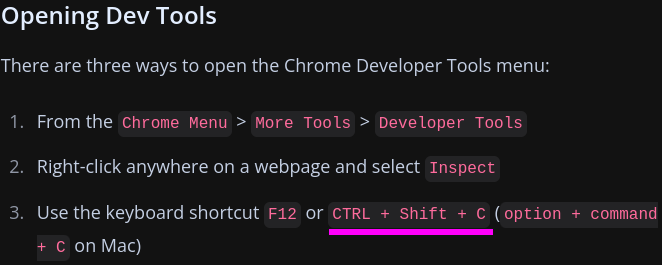 Opening Dev Tools
There are three ways to open the Chrome Developer Tools menu:
1. From the Chrome Menu > More Tools > Developer Tools
2. Right-click anywhere on a webpage and select Inspect
3. Use the keyboard shortcut F12 or CTRL + Shift + C (option + command
+ C on Mac)